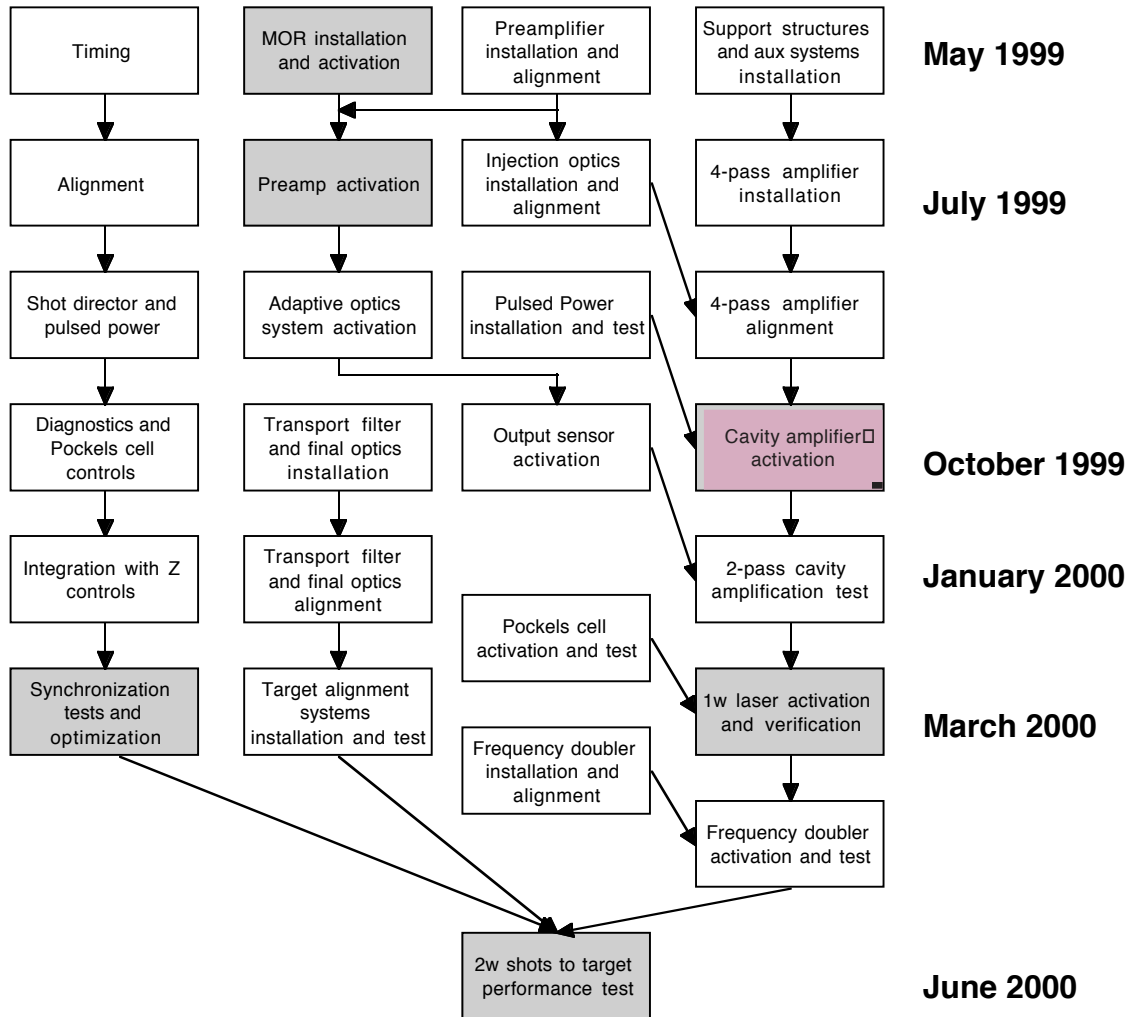 Timing
MOR installation
and activation
Preamplifier
installation and
alignment
Support structures
and aux systems
installation
May 1999
Alignment
Preamp activation
Injection optics
installation and
alignment
4-pass amplifier
installation
July 1999
Shot director and
pulsed power
Adaptive optics
system activation
Pulsed Power
installation and test
4-pass amplifier
alignment
Diagnostics and
Pockels cell
controls
Transport filter
and final optics
installation
Output sensor
activation
Cavity amplifier
activation
October 1999
Integration with Z
controls
Transport filter
and final optics
alignment
2-pass cavity
amplification test
January 2000
Pockels cell
activation and test
Synchronization
tests and
optimization
Target alignment
systems
installation and test
1w laser activation
and verification
March 2000
Frequency doubler
installation and
alignment
Frequency doubler
activation and test
2w shots to target
performance test
June 2000